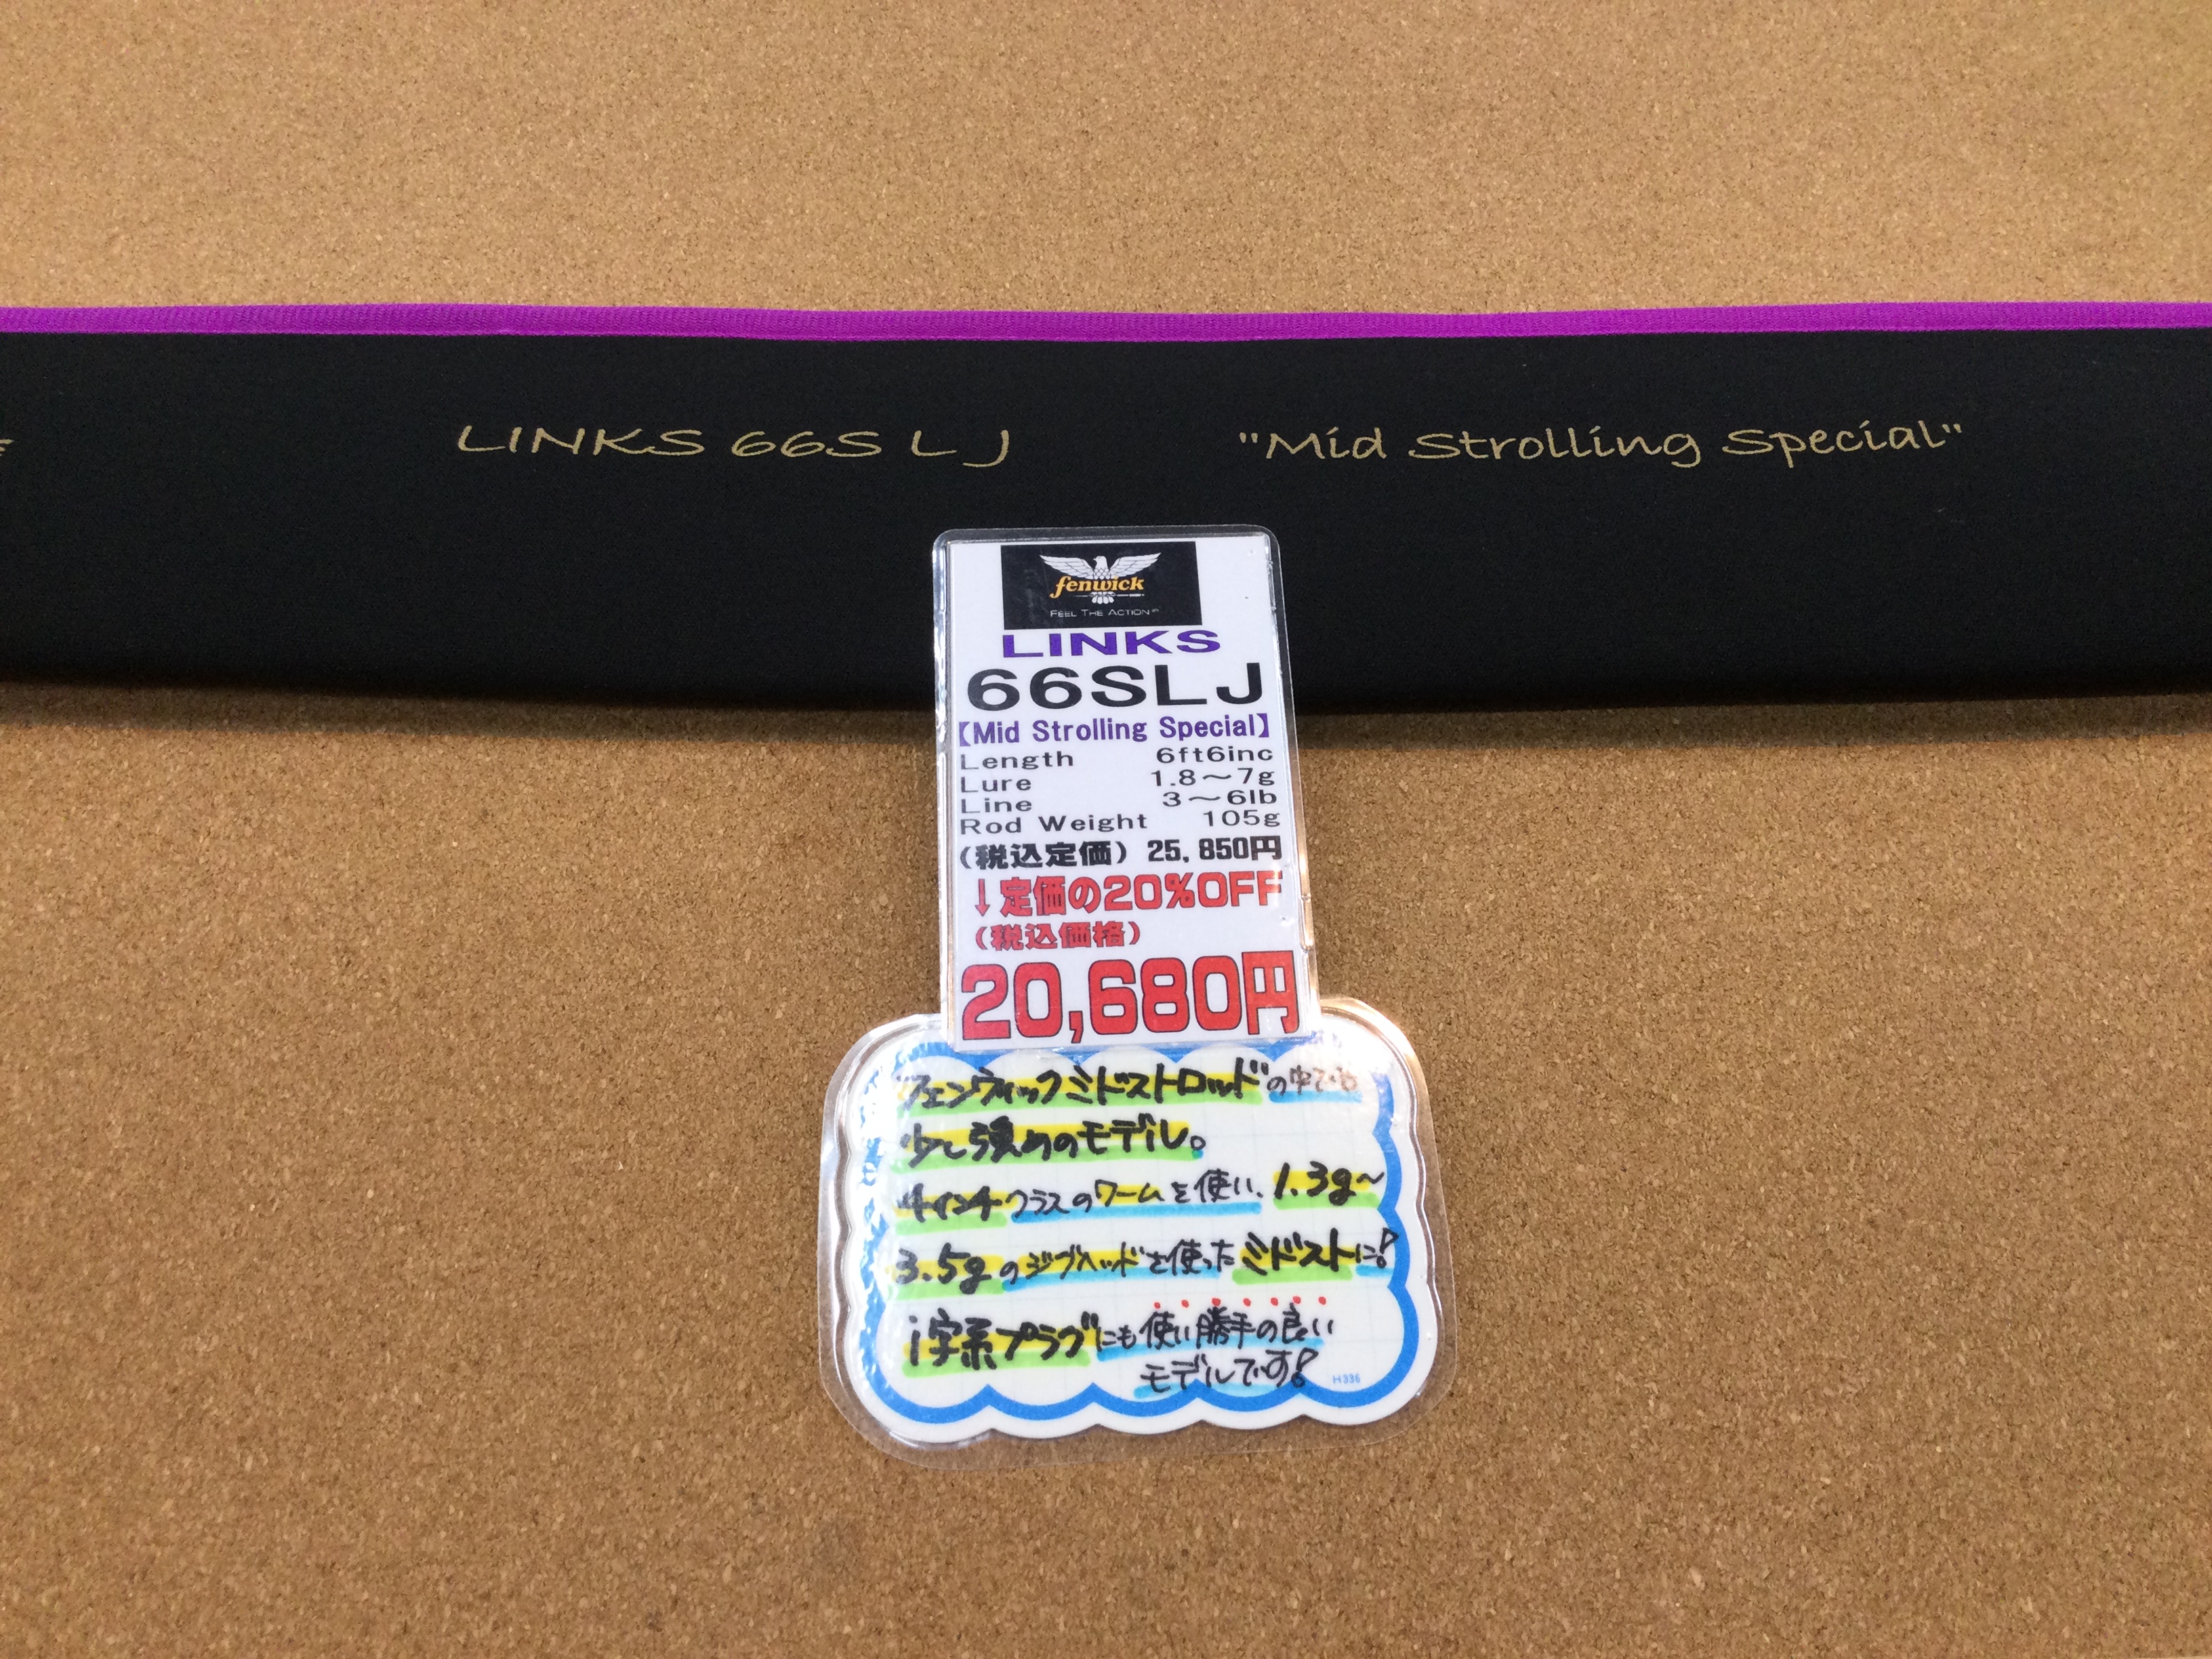 LINKS 66SLJ "Mid Strolling Special"
fenwick
FEEL THE ACTION
LINKS
66SLJ
【Mid Strolling Special】
Length 6ft6inc
Lure 1.8～7g
Line 3～6lb
Rod Weight 105g
(税込定価) 25,850円
↓定価の20%OFF
(税込価格)
20,680円
"フェンウィックミドストロッド"の中でも
少し強めのモデル。
4インチクラスのワームを使い、1.3g～
3.5gのジグヘッドを使ったミドストに!
i字系プラグにも使い勝手の良い
モデルです!
H336